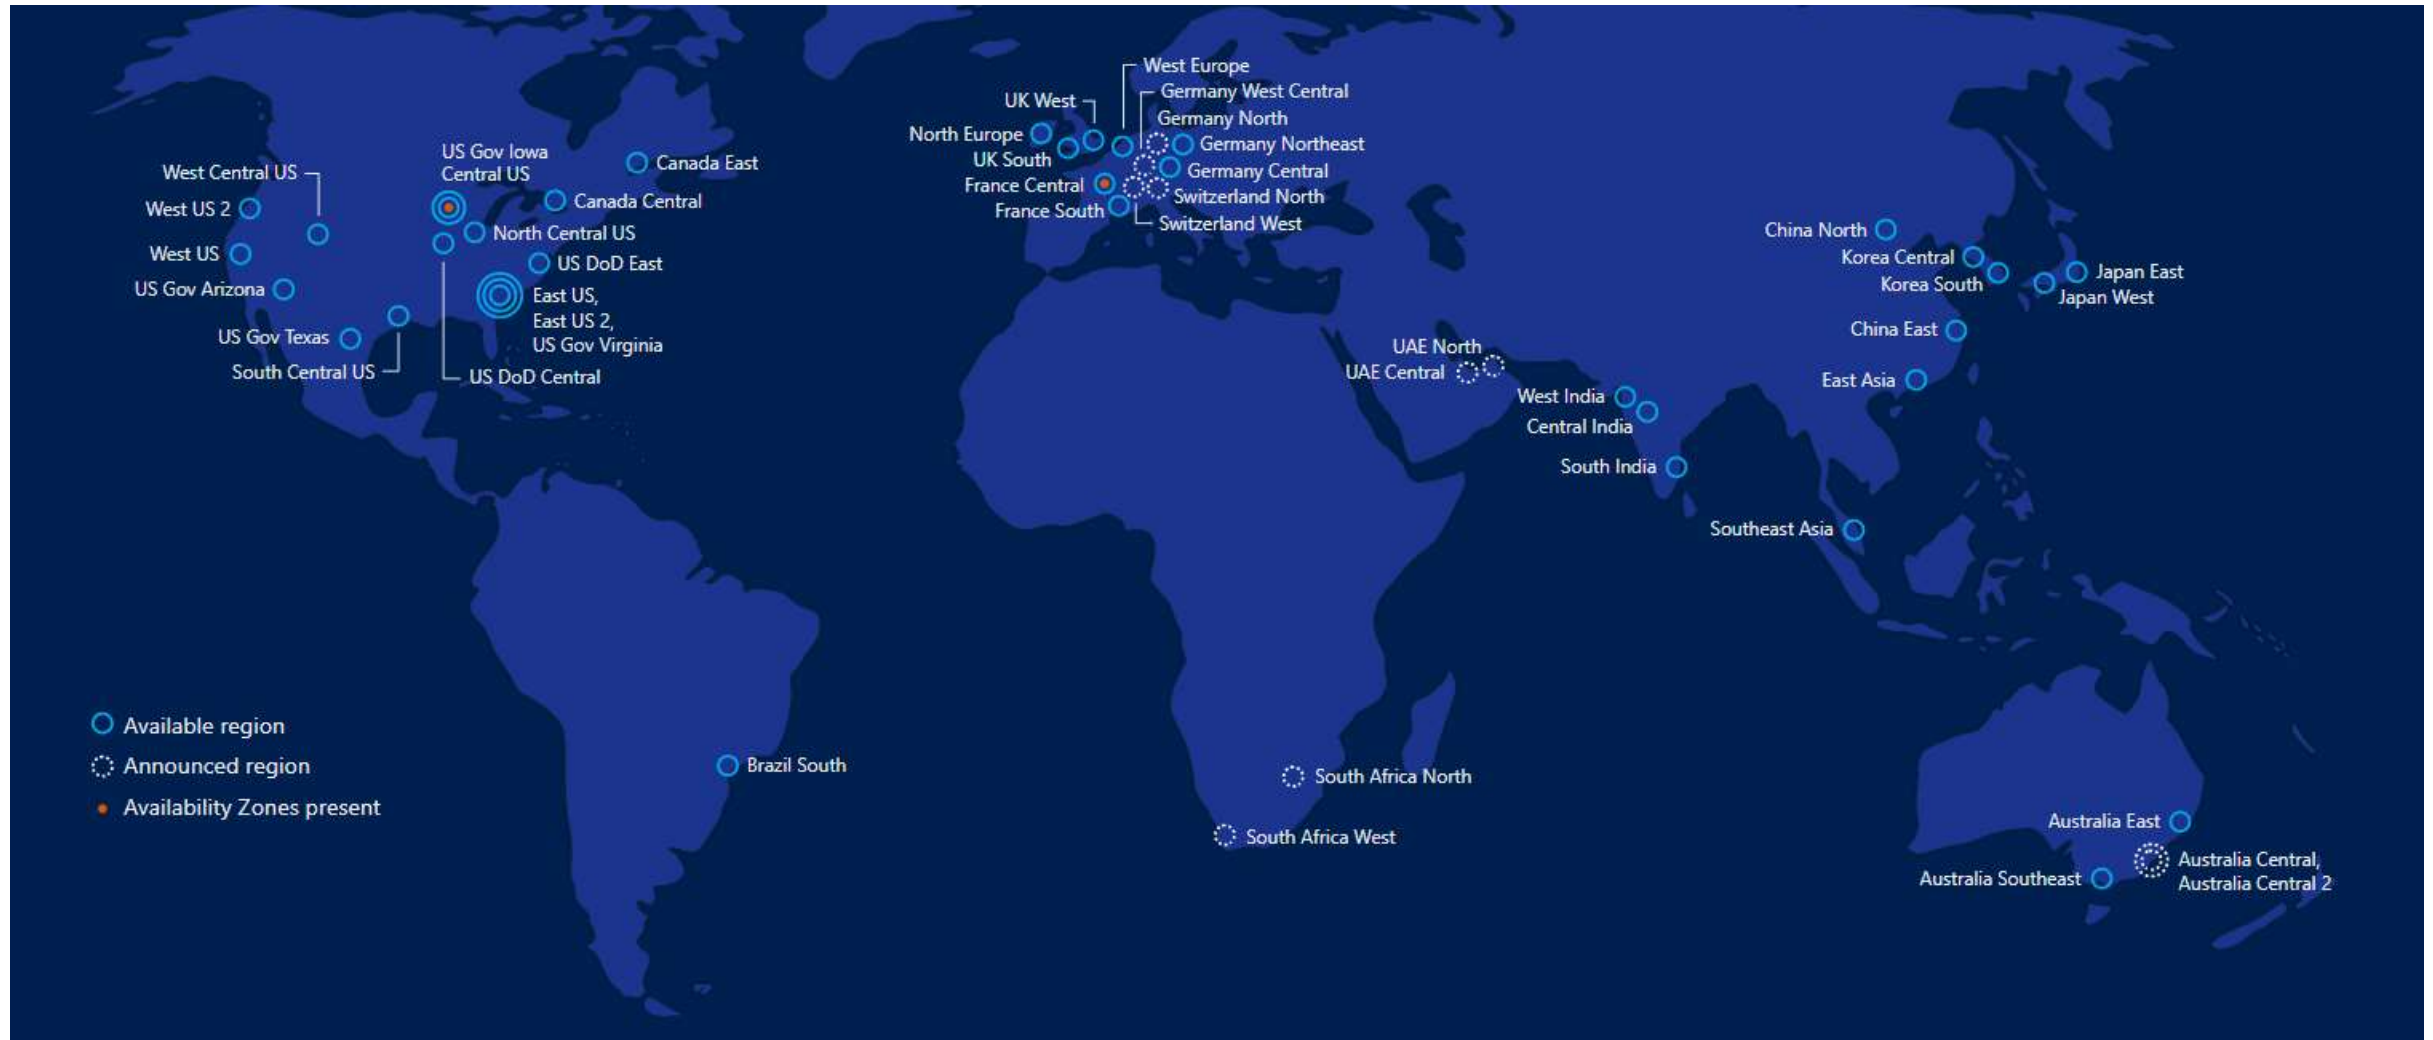 West Central US
West US 2
West US
US Gov Arizona
US Gov Texas
South Central US
US Gov Iowa
Central US
Canada East
Canada Central
North Central US
US DoD East
East US,
East US 2,
US Gov Virginia
US DoD Central
Brazil South
West Europe
Germany West Central
Germany North
Germany Northeast
Germany Central
Switzerland North
Switzerland West
UK West
North Europe
UK South
France Central
France South
UAE North
UAE Central
South Africa North
South Africa West
West India
Central India
South India
China North
Korea Central
Korea South
Japan East
Japan West
China East
East Asia
Southeast Asia
Australia East
Australia Central,
Australia Central 2
Australia Southeast
Available region
Announced region
Availability Zones present